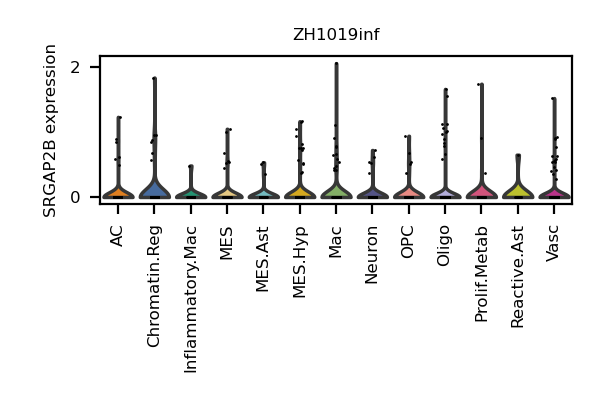 ZH1019inf
SRGAP2B expression
2
0
AC
Chromatin.Reg
Inflammatory.Mac
MES
MES.Ast
MES.Hyp
Mac
Neuron
OPC
Oligo
Prolif.Metab
Reactive.Ast
Vasc